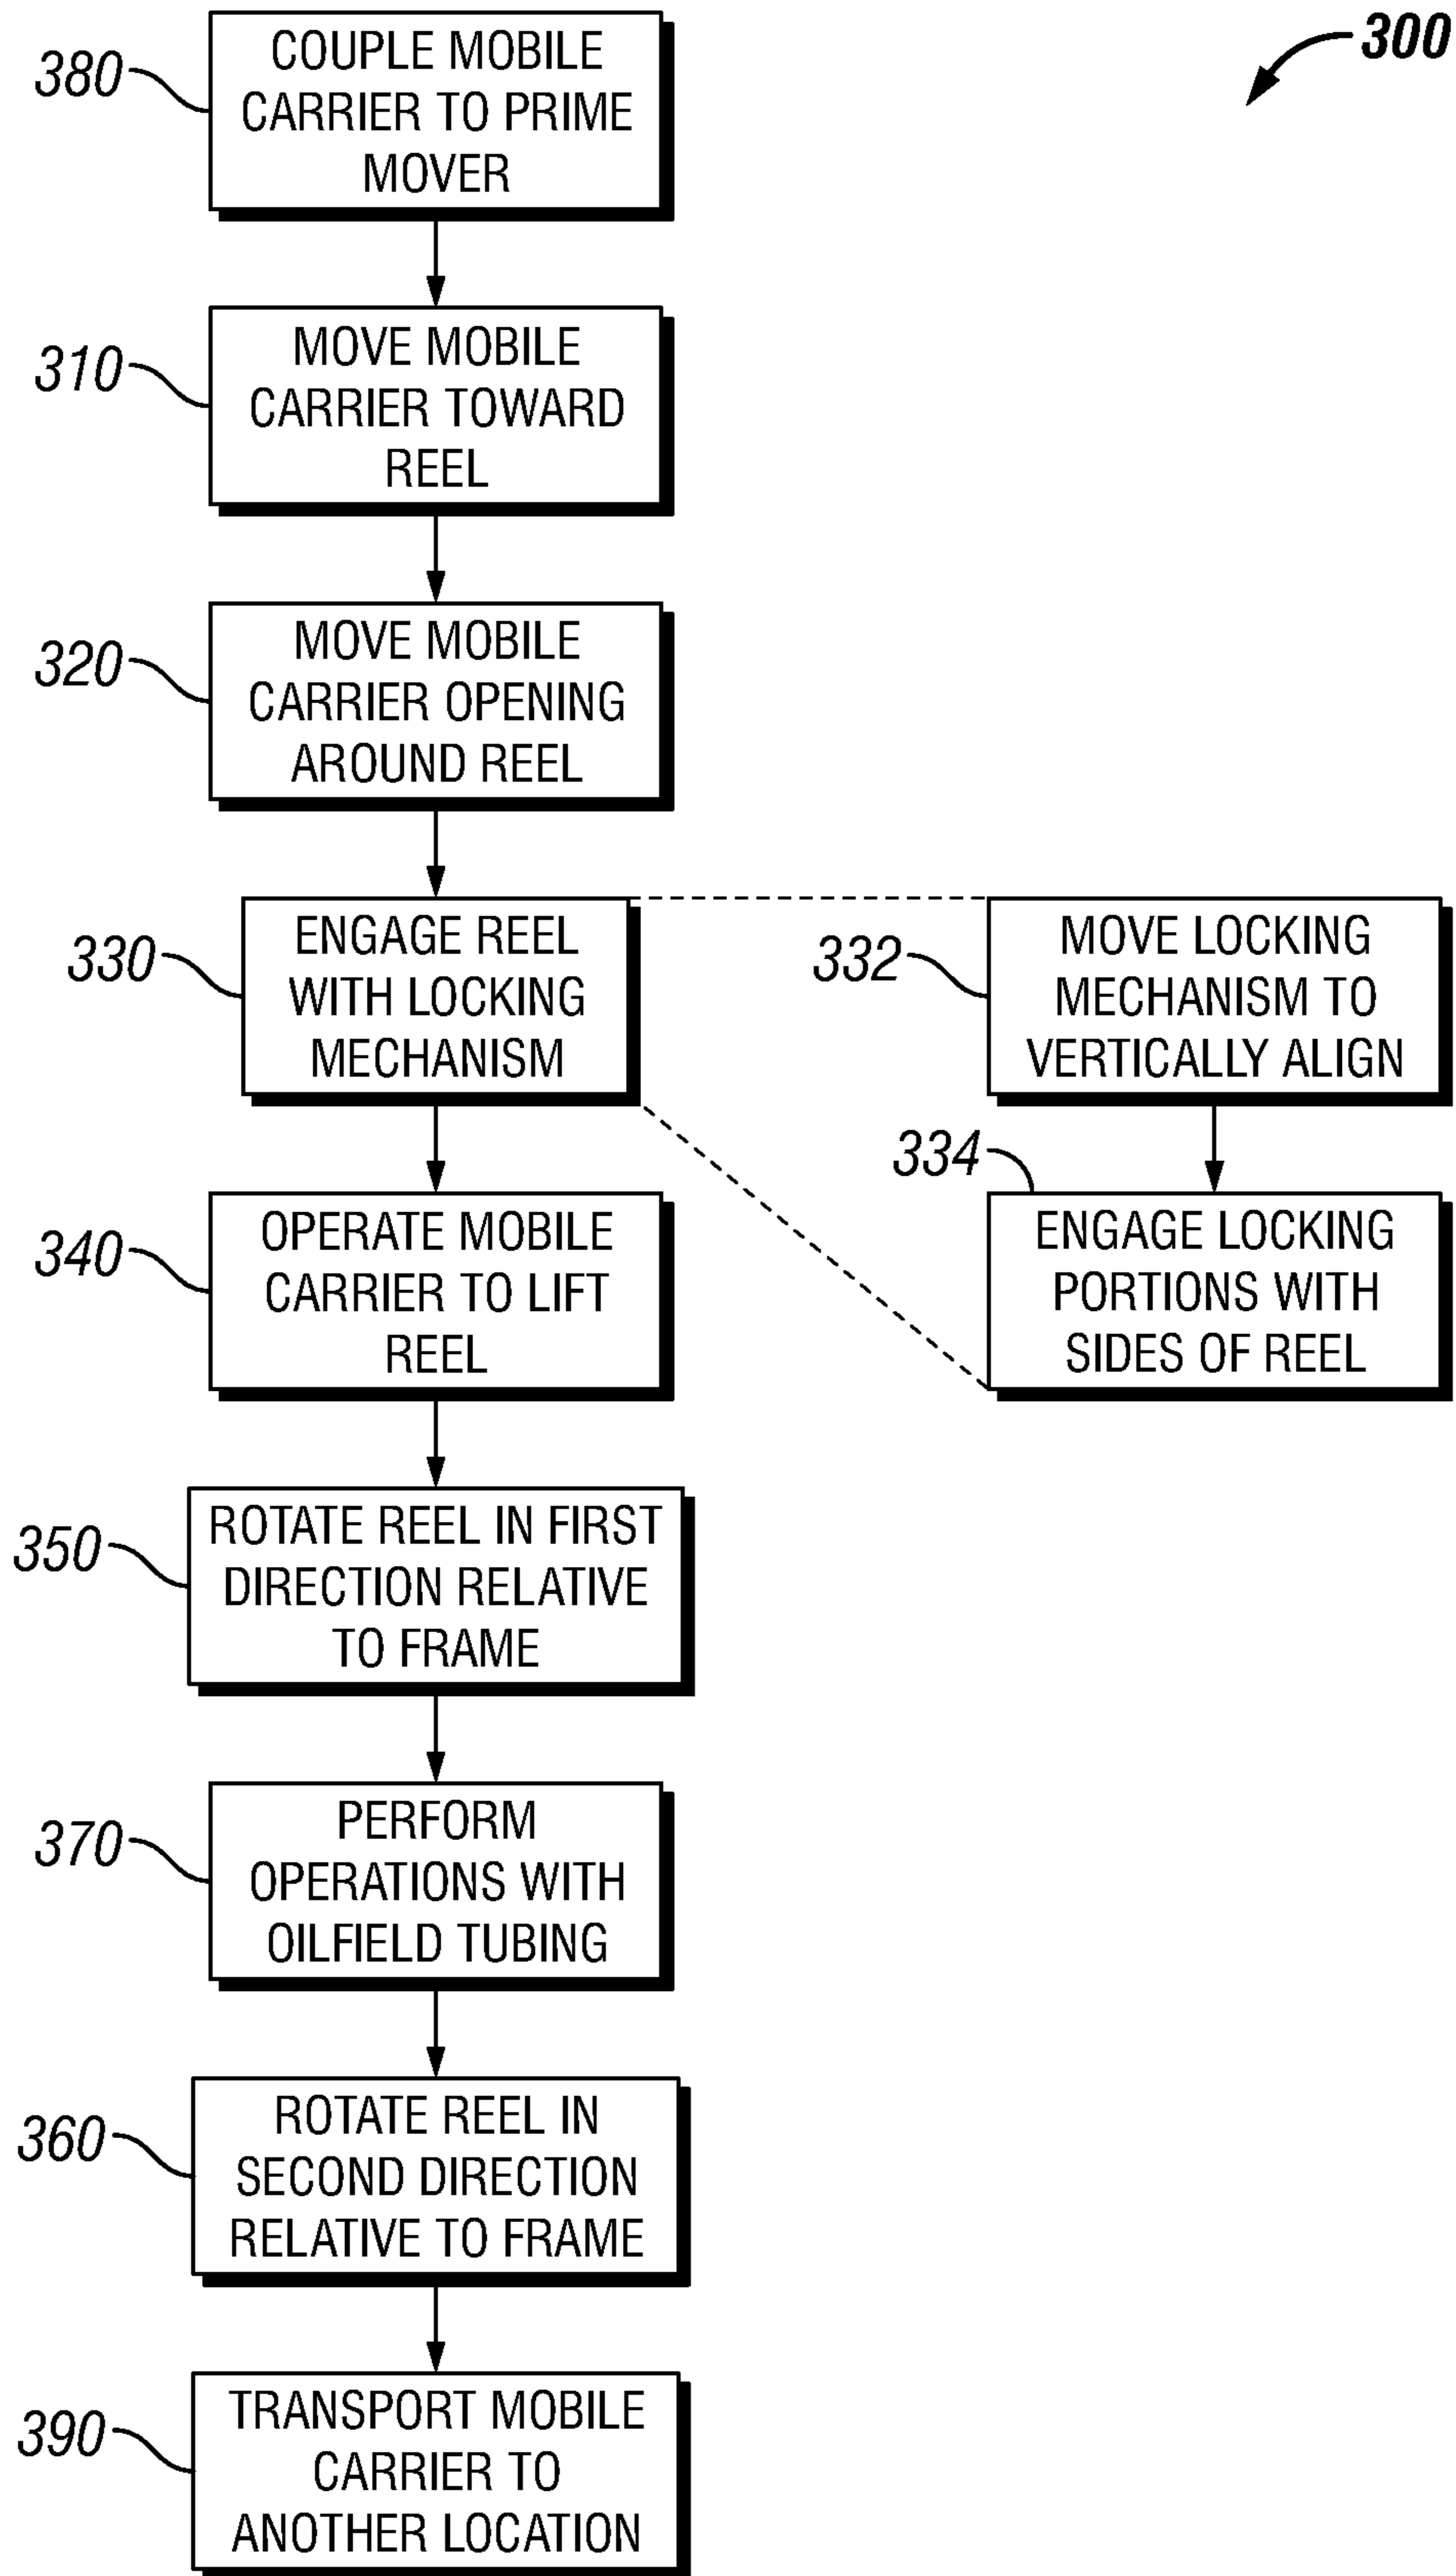 300
380
COUPLE MOBILE
CARRIER TO PRIME
MOVER
310
MOVE MOBILE
CARRIER TOWARD
REEL
320
MOVE MOBILE
CARRIER OPENING
AROUND REEL
330
ENGAGE REEL
WITH LOCKING
MECHANISM
332
MOVE LOCKING
MECHANISM TO
VERTICALLY ALIGN
334
ENGAGE LOCKING
PORTIONS WITH
SIDES OF REEL
340
OPERATE MOBILE
CARRIER TO LIFT
REEL
350
ROTATE REEL IN FIRST
DIRECTION RELATIVE
TO FRAME
370
PERFORM
OPERATIONS WITH
OILFIELD TUBING
360
ROTATE REEL IN
SECOND DIRECTION
RELATIVE TO FRAME
390
TRANSPORT MOBILE
CARRIER TO
ANOTHER LOCATION